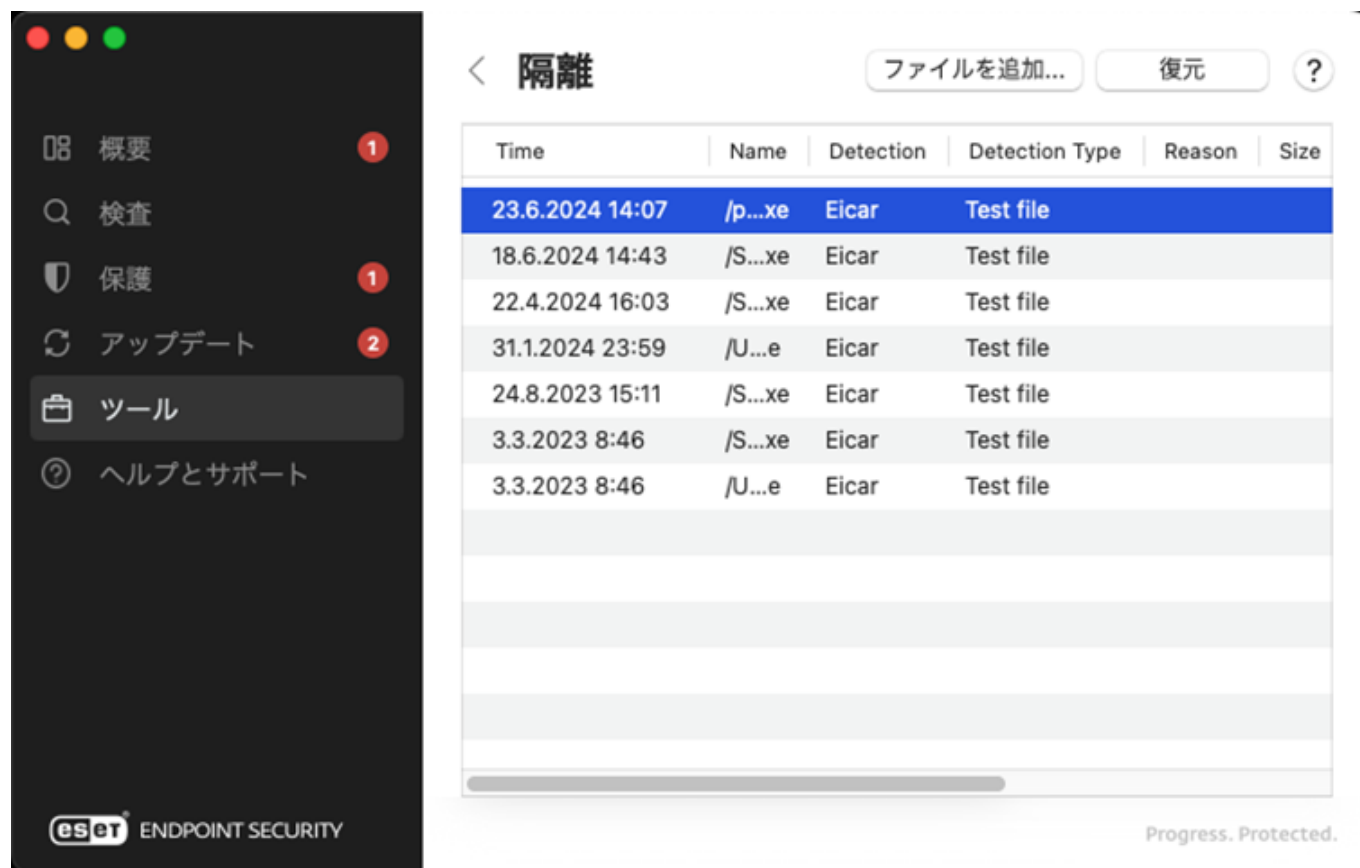 隔離
ファイルを追加...
復元
?
概要 1
検査
保護 1
アップデート 2
ツール
ヘルプとサポート
Time Name Detection Detection Type Reason Size
23.6.2024 14:07 /p...xe Eicar Test file
18.6.2024 14:43 /S...xe Eicar Test file
22.4.2024 16:03 /S...xe Eicar Test file
31.1.2024 23:59 /U...e Eicar Test file
24.8.2023 15:11 /S...xe Eicar Test file
3.3.2023 8:46 /S...xe Eicar Test file
3.3.2023 8:46 /U...e Eicar Test file
eseT® ENDPOINT SECURITY
Progress. Protected.